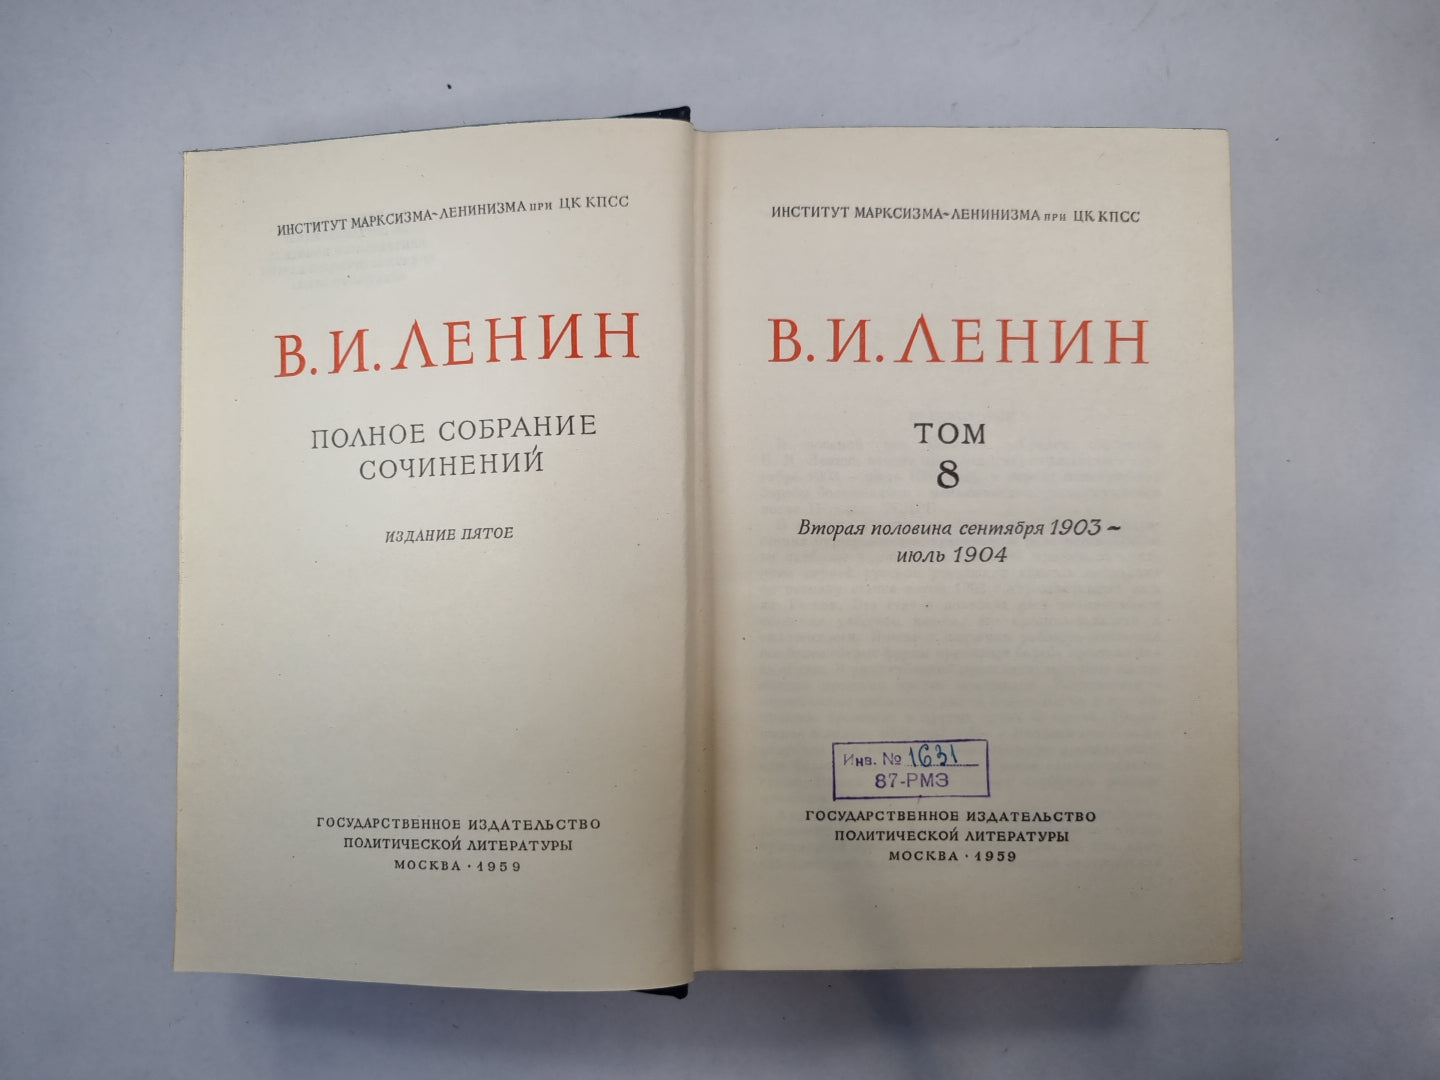 ИНСТИТУТ МАРКСИЗМА-ЛЕНИНИЗМА ПРИ ЦК КПСС
В. И. ЛЕНИН
ПОЛНОЕ СОБРАНИЕ
СОЧИНЕНИЙ
ИЗДАНИЕ ПЯТОЕ
ГОСУДАРСТВЕННОЕ ИЗДАТЕЛЬСТВО
ПОЛИТИЧЕСКОЙ ЛИТЕРАТУРЫ
МОСКВА · 1959
ИНСТИТУТ МАРКСИЗМА-ЛЕНИНИЗМА ПРИ ЦК КПСС
В. И. ЛЕНИН
ТОМ
8
Вторая половина сентября 1903 ~
июль 1904
Инв. № 1631
87-РМЗ
ГОСУДАРСТВЕННОЕ ИЗДАТЕЛЬСТВО
ПОЛИТИЧЕСКОЙ ЛИТЕРАТУРЫ
МОСКВА · 1959